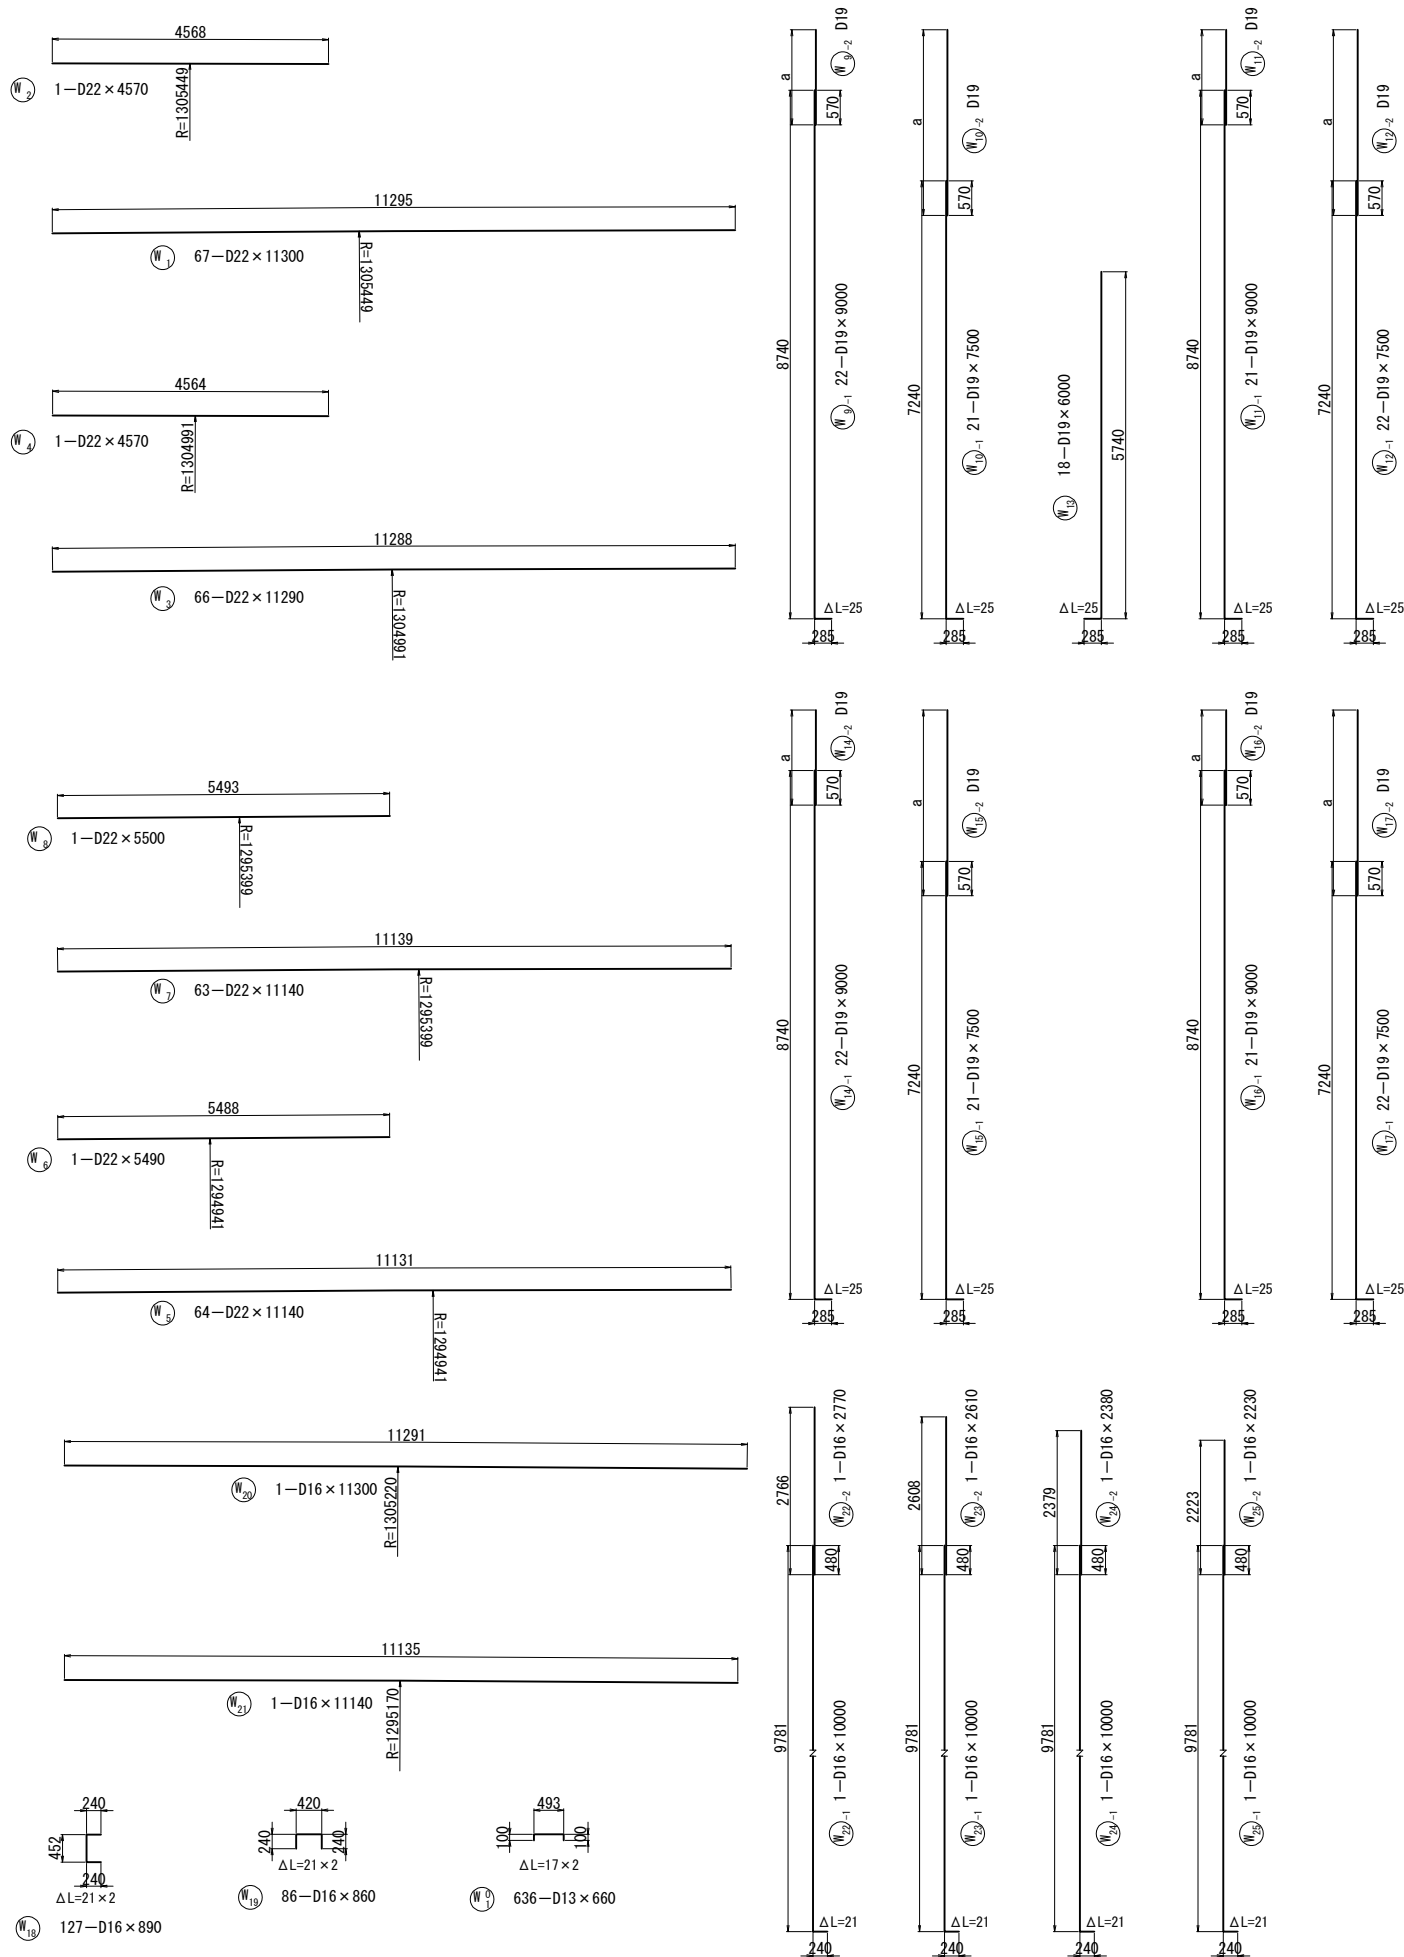 4568
W2 1－D22×4570
R=1305449
11295
W1 67－D22×11300
R=1305449
4564
W4 1－D22×4570
R=1304991
11288
W3 66－D22×11290
R=1304991
5493
W8 1－D22×5500
R=1295399
11139
W7 63－D22×11140
R=1295399
5488
W6 1－D22×5490
R=1294941
11131
W5 64－D22×11140
R=1294941
11291
W20 1－D16×11300
R=1305220
11135
W21 1－D16×11140
R=1295170
240
452
240
ΔL=21×2
W18 127－D16×890
420
240
240
ΔL=21×2
W19 86－D16×860
493
100
100
ΔL=17×2
W01 636－D13×660
a
W9-2 D19
570
8740
W9-1 22－D19×9000
ΔL=25
285
a
W10-2 D19
570
7240
W10-1 21－D19×7500
ΔL=25
285
W13 18－D19×6000
5740
ΔL=25
285
a
W11-2 D19
570
8740
W11-1 21－D19×9000
ΔL=25
285
a
W12-2 D19
570
7240
W12-1 22－D19×7500
ΔL=25
285
a
W14-2 D19
570
8740
W14-1 22－D19×9000
ΔL=25
285
a
W15-2 D19
570
7240
W15-1 21－D19×7500
ΔL=25
285
a
W16-2 D19
570
8740
W16-1 21－D19×9000
ΔL=25
285
a
W17-2 D19
570
7240
W17-1 22－D19×7500
ΔL=25
285
2766
W22-2 1－D16×2770
480
9781
W22-1 1－D16×10000
ΔL=21
240
2608
W23-2 1－D16×2610
480
9781
W23-1 1－D16×10000
ΔL=21
240
2379
W24-2 1－D16×2380
480
9781
W24-1 1－D16×10000
ΔL=21
240
2223
W25-2 1－D16×2230
480
9781
W25-1 1－D16×10000
ΔL=21
240